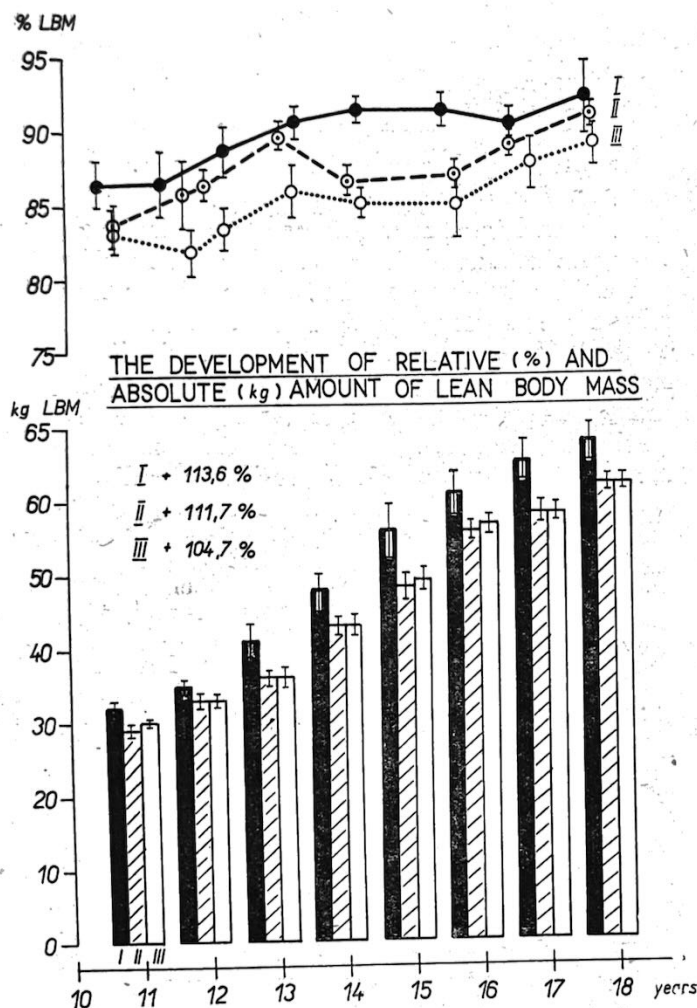 % LBM
95
90
85
80
75
I
II
III
THE DEVELOPMENT OF RELATIVE (%) AND
ABSOLUTE (kg) AMOUNT OF LEAN BODY MASS
kg LBM
65
60
50
40
30
20
10
0
I + 113,6 %
II + 111,7 %
III + 104,7 %
I II III
10 11 12 13 14 15 16 17 18 years